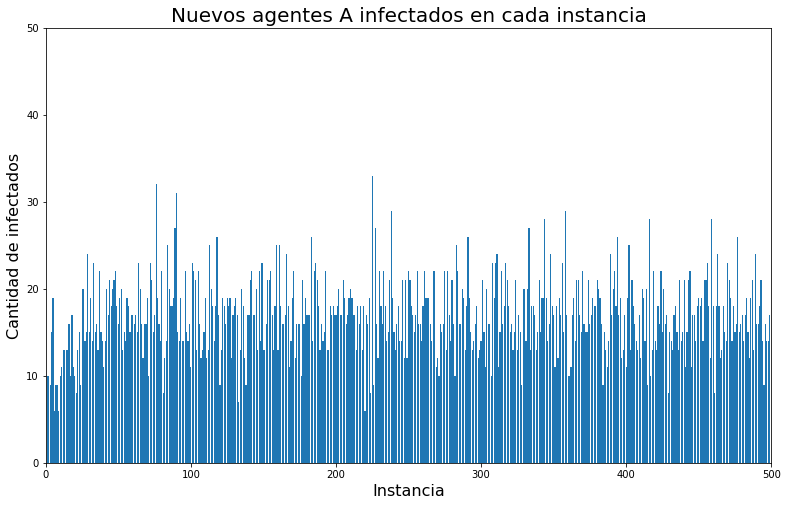 Nuevos agentes A infectados en cada instancia
Cantidad de infectados
50
40
30
20
10
0
0 100 200 300 400 500
Instancia